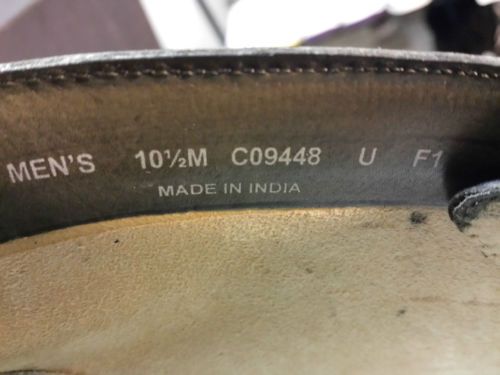 MEN'S 10½M C09448 U F1
MADE IN INDIA